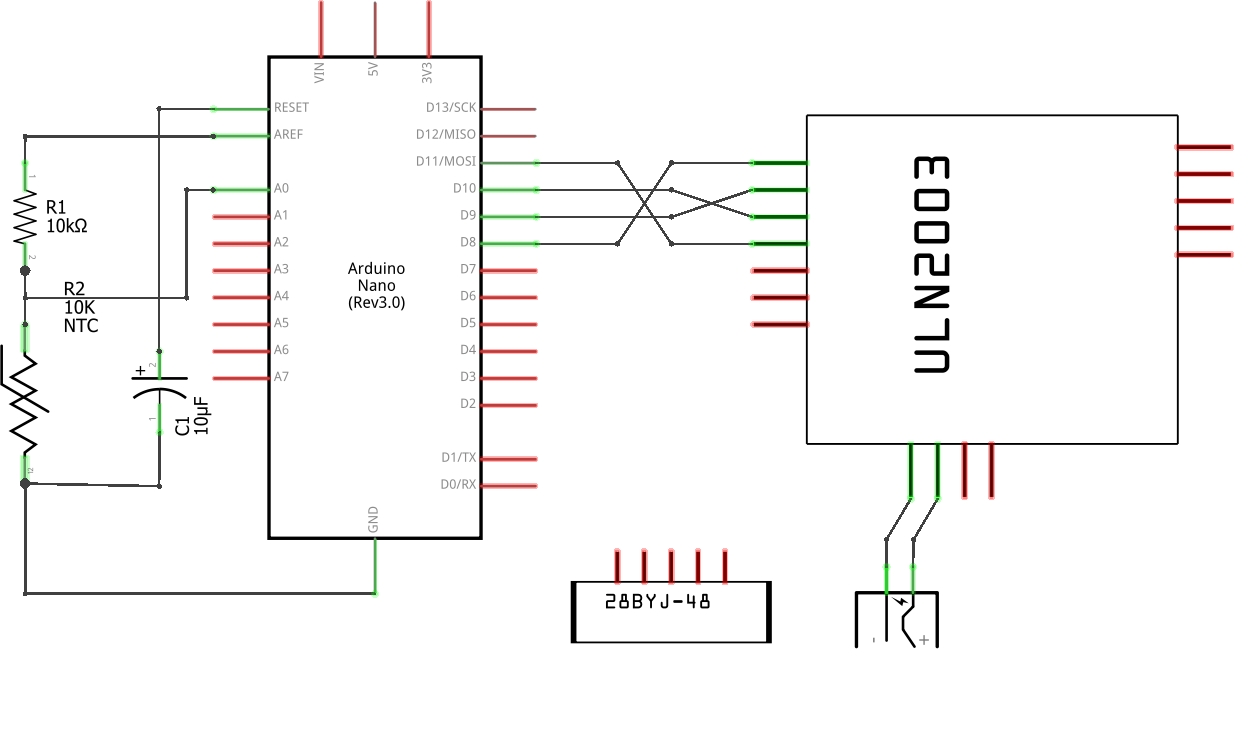 VIN
5V
3V3
RESET
AREF
A0
A1
A2
A3
A4
A5
A6
A7
D13/SCK
D12/MISO
D11/MOSI
D10
D9
D8
D7
D6
D5
D4
D3
D2
D1/TX
D0/RX
GND
Arduino
Nano
(Rev3.0)
1
R1
10kΩ
2
R2
10K
NTC
+
2
1
C1
10µF
ULN2003
28BYJ-48
- +